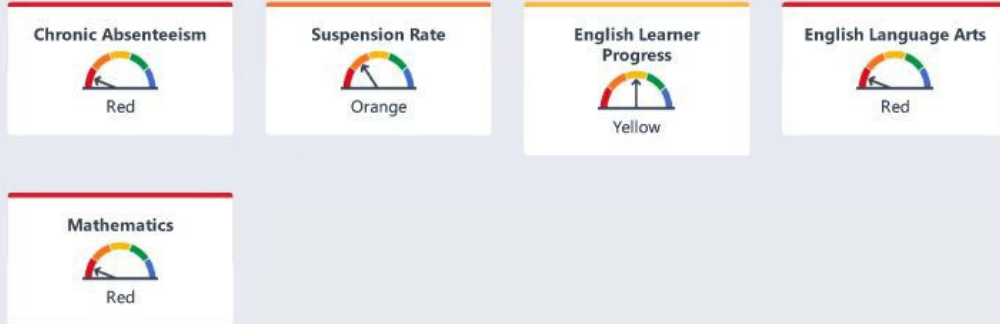 Chronic Absenteeism
Red
Suspension Rate
Orange
English Learner
Progress
Yellow
English Language Arts
Red
Mathematics
Red